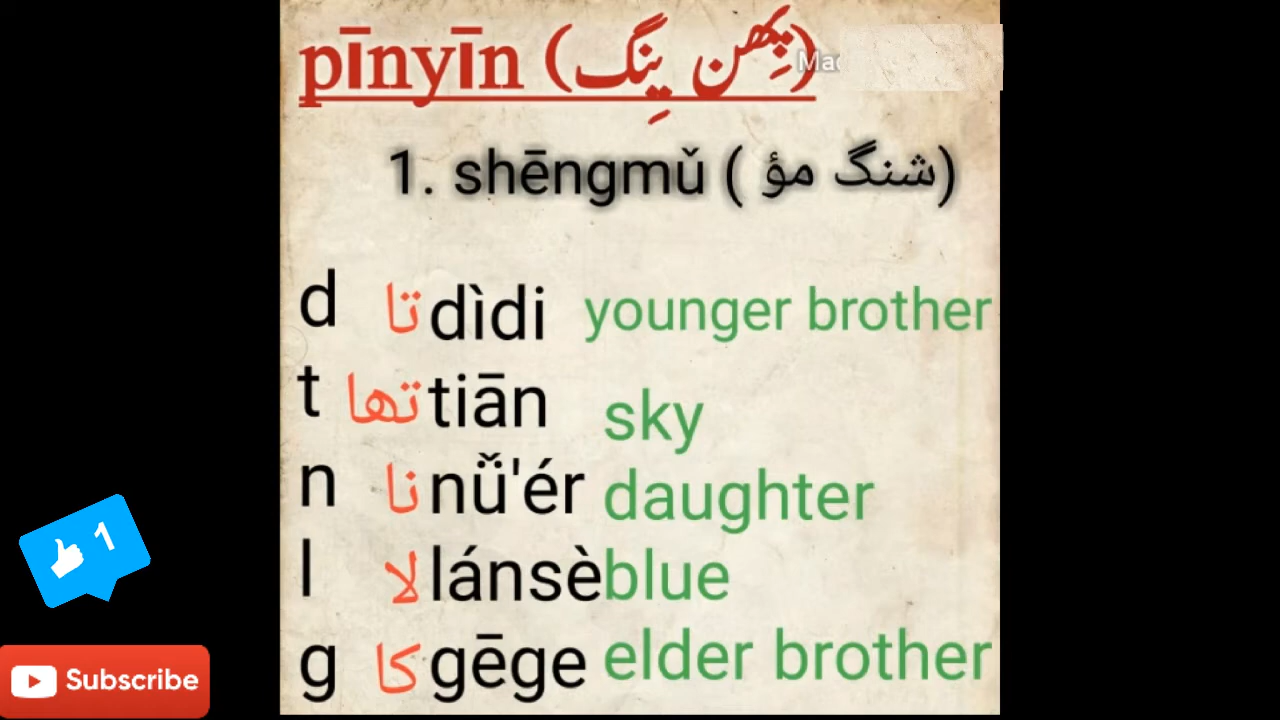 pīnyīn (پِھن یِنگ)
Mad
1. shēngmǔ ( شنگ مؤ)
d تا dìdi younger brother
t تھا tiān sky
n نا nǚ'ér daughter
l لا lánsè blue
g کا gēge elder brother
1
Subscribe